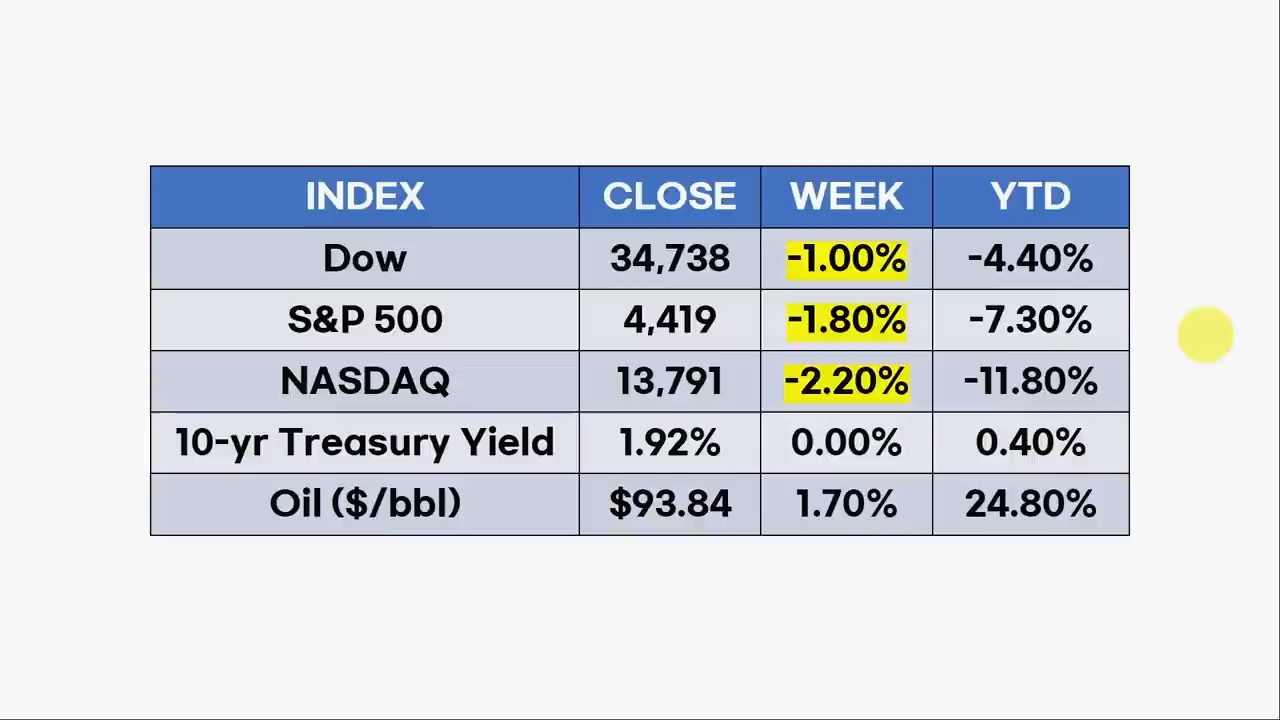 INDEX CLOSE WEEK YTD
Dow 34,738 -1.00% -4.40%
S&P 500 4,419 -1.80% -7.30%
NASDAQ 13,791 -2.20% -11.80%
10-yr Treasury Yield 1.92% 0.00% 0.40%
Oil ($/bbl) $93.84 1.70% 24.80%